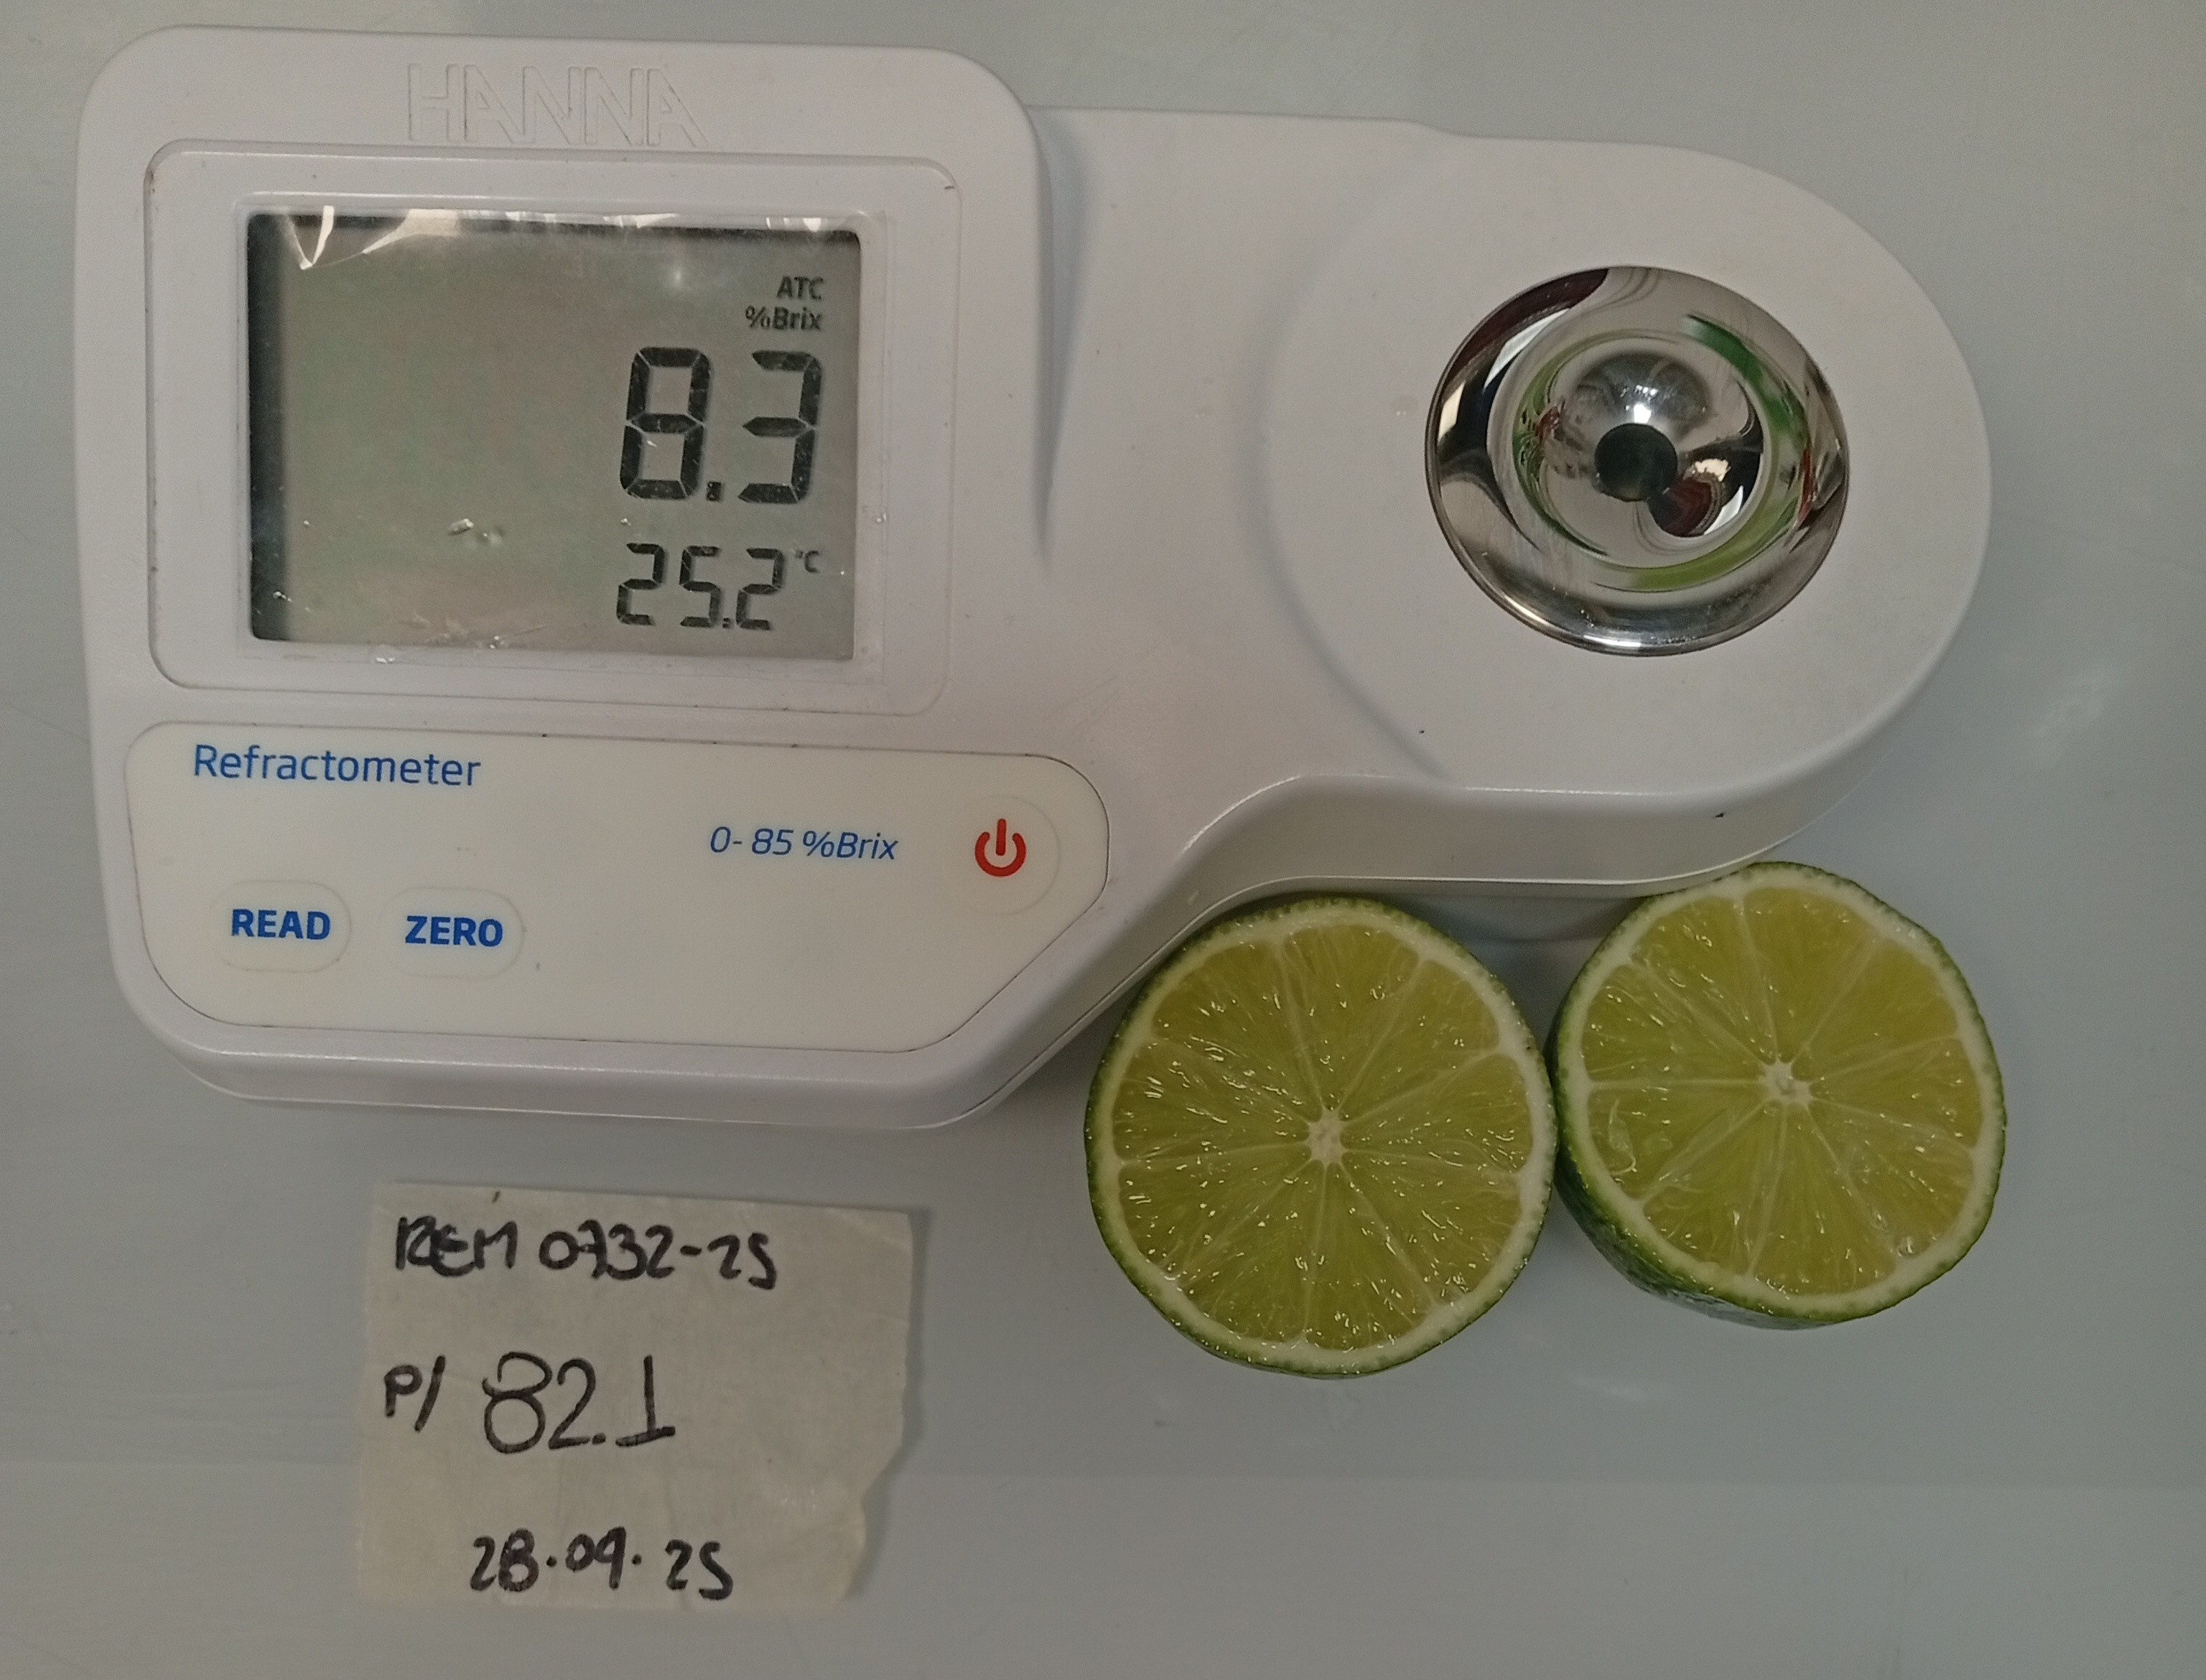 HANNA
ATC
%Brix
8.3
25.2°C
Refractometer
0-85 %Brix
READ ZERO
REM 0732-25
P/ 82.1
28.09.25